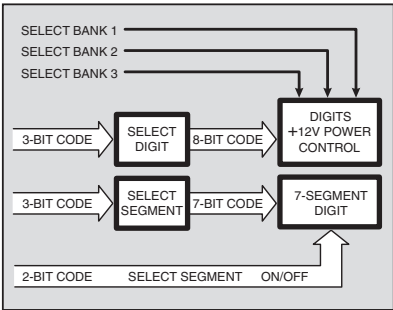 SELECT BANK 1
SELECT BANK 2
SELECT BANK 3
3-BIT CODE
SELECT
DIGIT
8-BIT CODE
DIGITS
+12V POWER
CONTROL
3-BIT CODE
SELECT
SEGMENT
7-BIT CODE
7-SEGMENT
DIGIT
2-BIT CODE SELECT SEGMENT ON/OFF